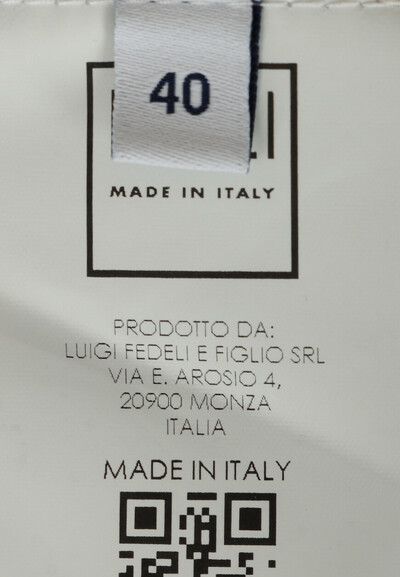 40
MADE IN ITALY
PRODOTTO DA:
LUIGI FEDELI E FIGLIO SRL
VIA E. AROSIO 4,
20900 MONZA
ITALIA
MADE IN ITALY